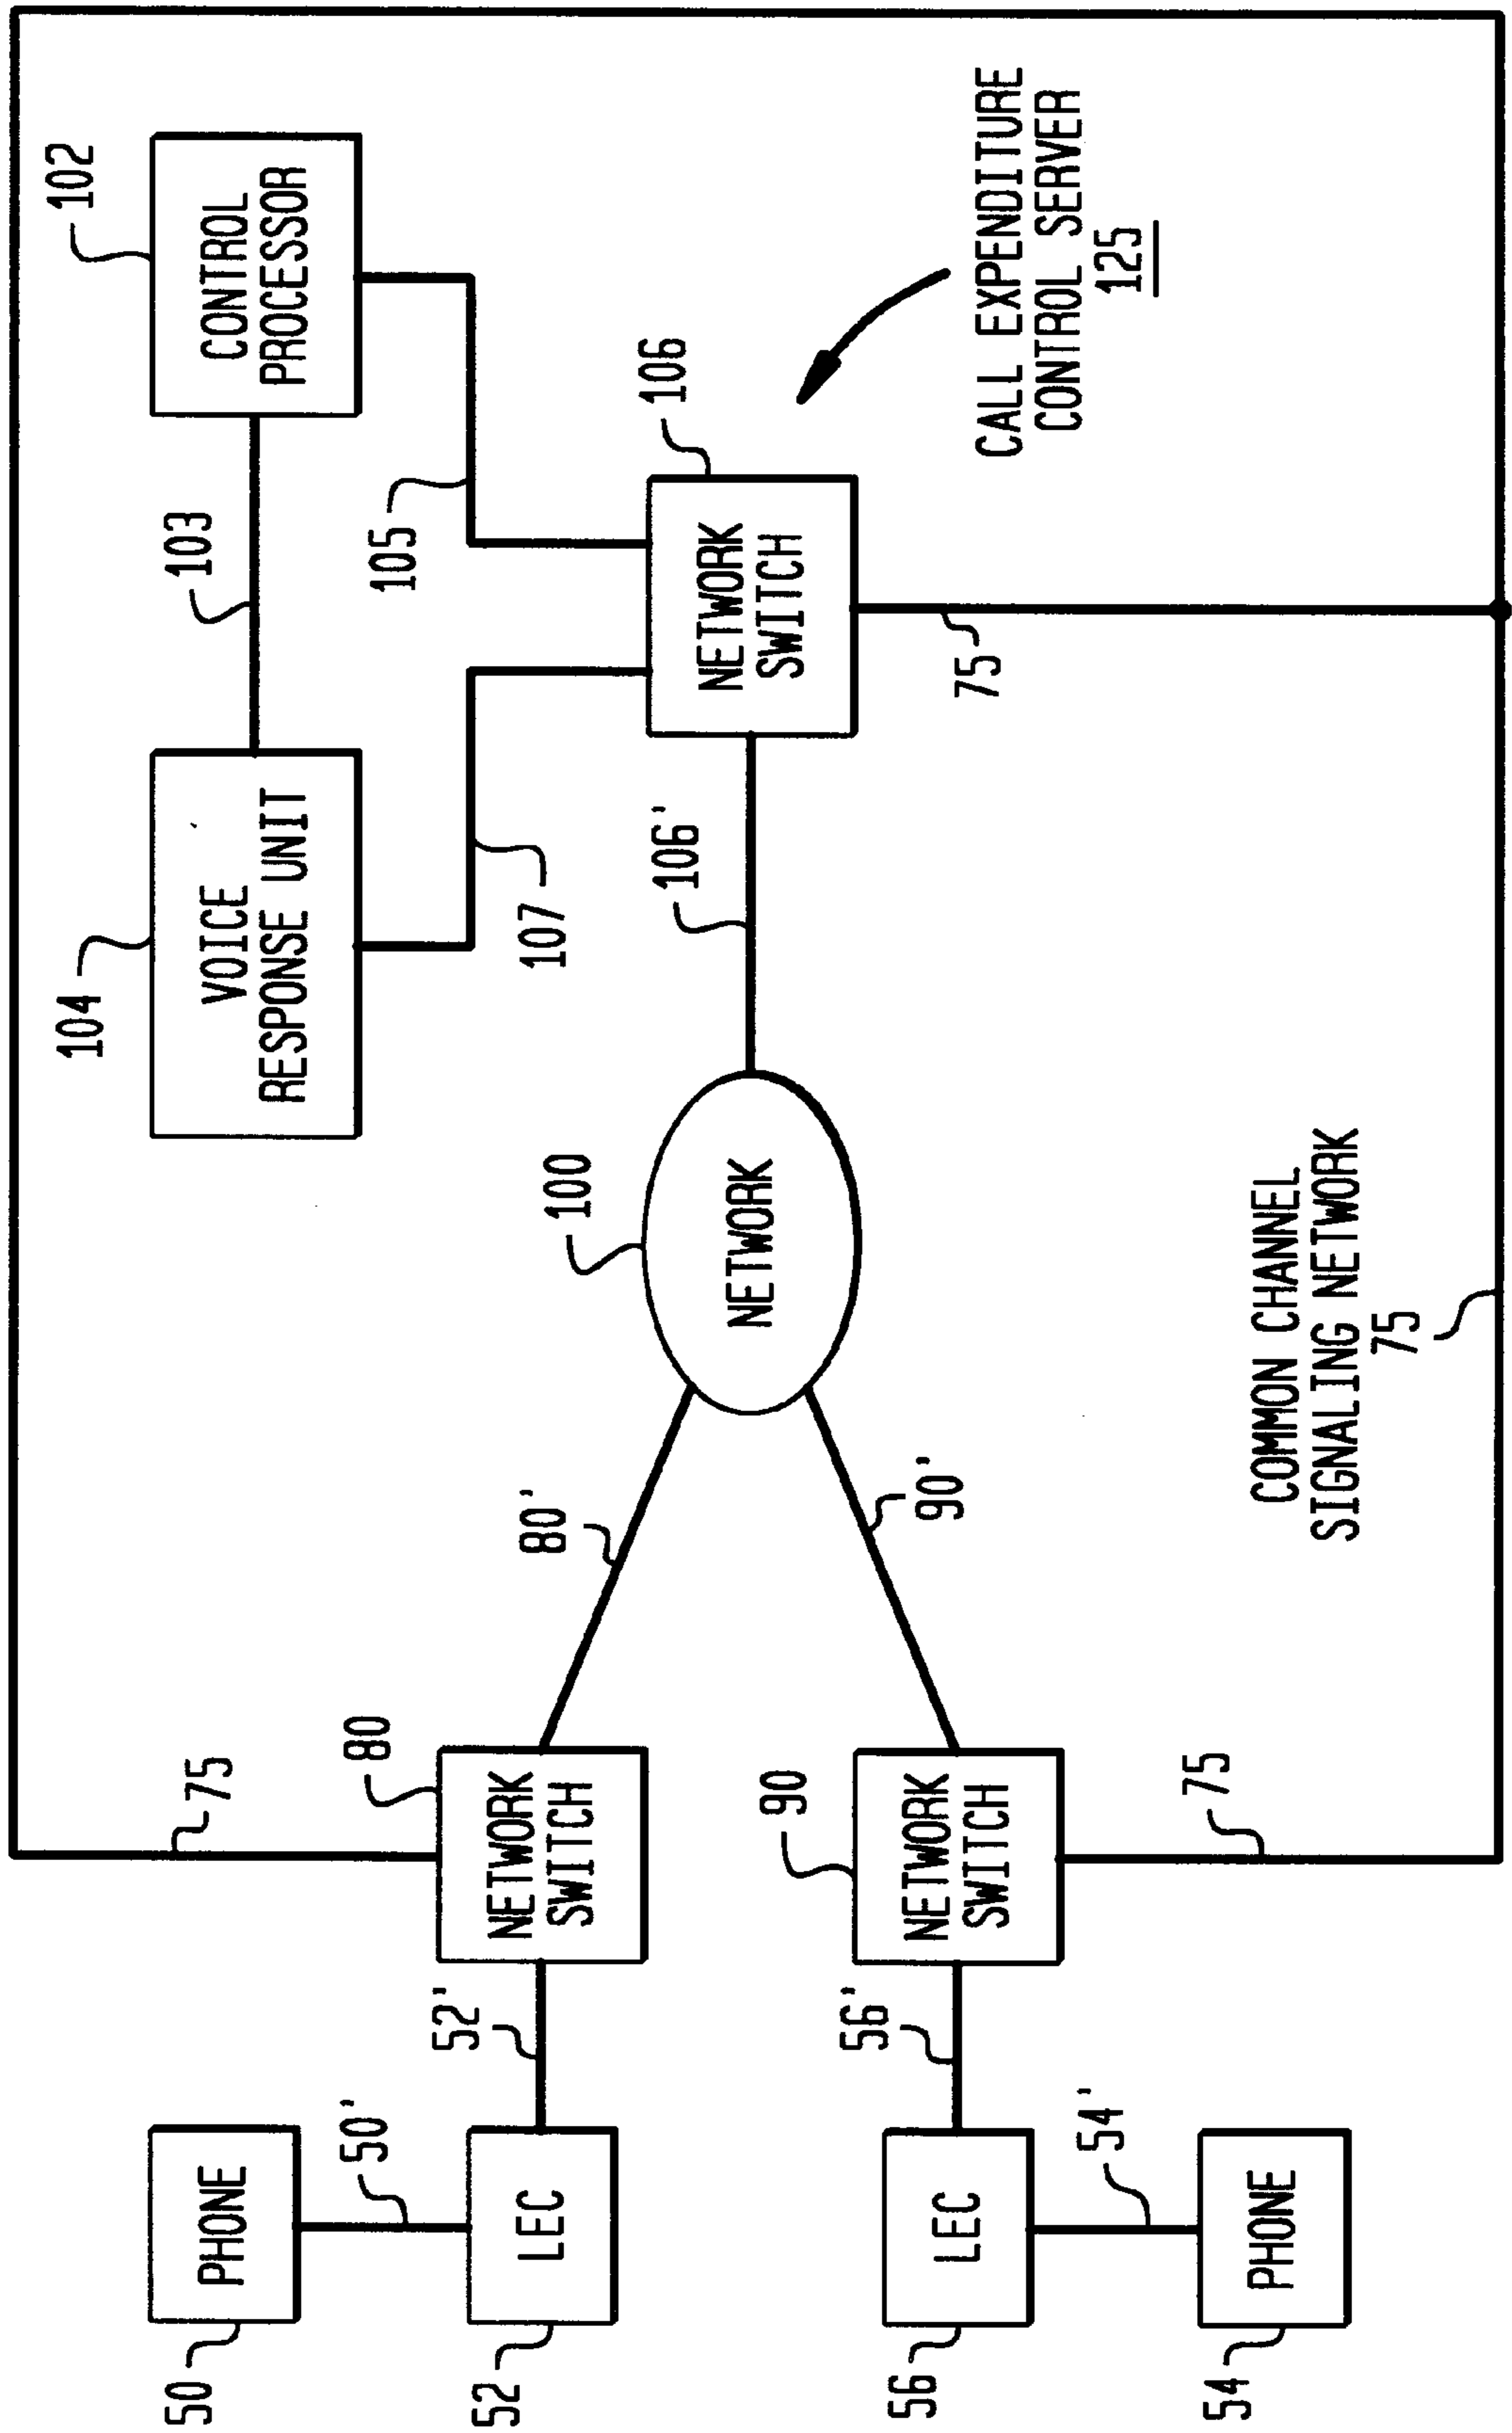 50
PHONE
50'
52
LEC
52'
75
80
NETWORK
SWITCH
80'
56
LEC
56'
54
PHONE
54'
90
NETWORK
SWITCH
90'
75
100
NETWORK
106'
104
VOICE
RESPONSE UNIT
103
102
CONTROL
PROCESSOR
107
105
106
NETWORK
SWITCH
75
CALL EXPENDITURE
CONTROL SERVER
125
COMMON CHANNEL
SIGNALING NETWORK
75